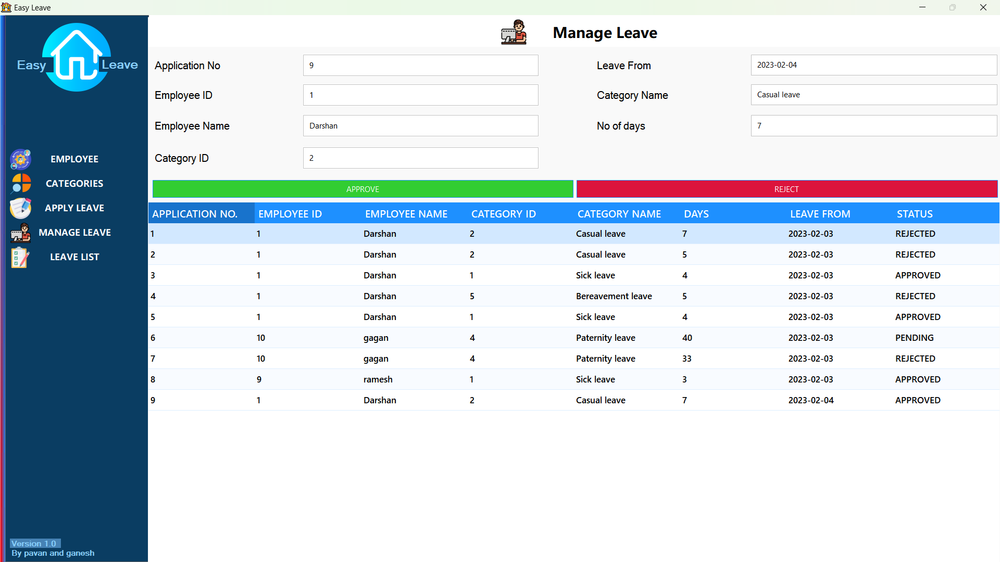 Easy Leave
Easy Leave
Manage Leave
Application No 9 Leave From 2023-02-04
Employee ID 1 Category Name Casual leave
Employee Name Darshan No of days 7
Category ID 2
APPROVE REJECT
EMPLOYEE
CATEGORIES
APPLY LEAVE
MANAGE LEAVE
LEAVE LIST
APPLICATION NO. EMPLOYEE ID EMPLOYEE NAME CATEGORY ID CATEGORY NAME DAYS LEAVE FROM STATUS
1 1 Darshan 2 Casual leave 7 2023-02-03 REJECTED
2 1 Darshan 2 Casual leave 5 2023-02-03 REJECTED
3 1 Darshan 1 Sick leave 4 2023-02-03 APPROVED
4 1 Darshan 5 Bereavement leave 5 2023-02-03 REJECTED
5 1 Darshan 1 Sick leave 4 2023-02-03 APPROVED
6 10 gagan 4 Paternity leave 40 2023-02-03 PENDING
7 10 gagan 4 Paternity leave 33 2023-02-03 REJECTED
8 9 ramesh 1 Sick leave 3 2023-02-03 APPROVED
9 1 Darshan 2 Casual leave 7 2023-02-04 APPROVED
Version 1.0
By pavan and ganesh